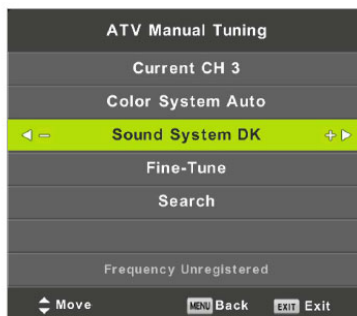 ATV Manual Tuning
Current CH 3
Color System Auto
Sound System DK
Fine-Tune
Search
Frequency Unregistered
Move MENU Back EXIT Exit